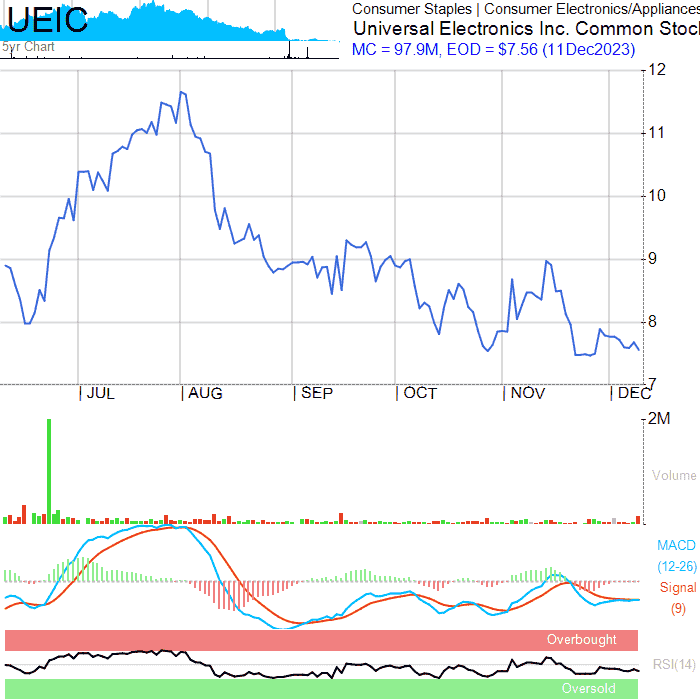 UEIC
5yr Chart
Consumer Staples | Consumer Electronics/Appliances
Universal Electronics Inc. Common Stoc
MC = 97.9M, EOD = $7.56 (11Dec2023)
12
11
10
9
8
7
JUL
AUG
SEP
OCT
NOV
DEC
2M
Volume
MACD
(12-26)
Signal
(9)
Overbought
RSI(14)
Oversold